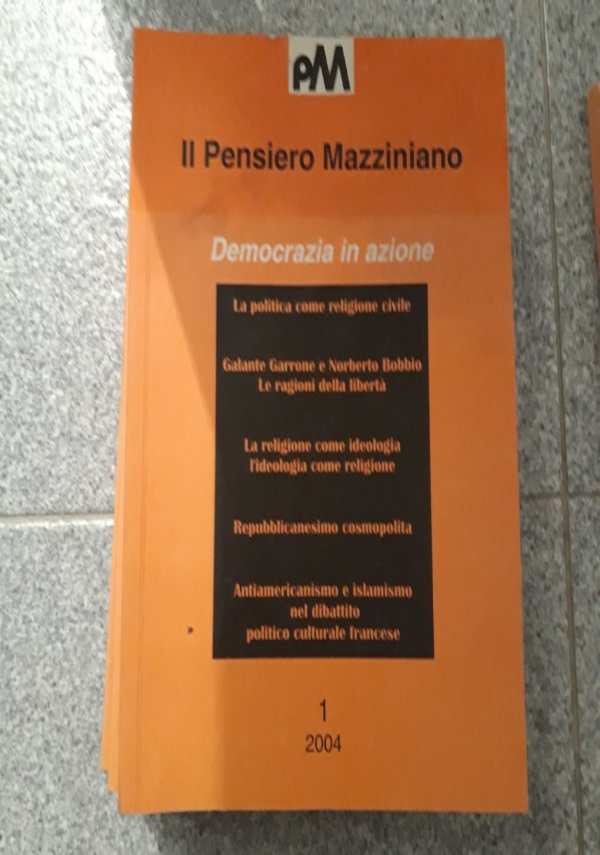 PM
Il Pensiero Mazziniano
Democrazia in azione
La politica come religione civile
Galante Garrone e Norberto Bobbio
Le ragioni della libertà
La religione come ideologia
l'ideologia come religione
Repubblicanesimo cosmopolita
Antiamericanismo e islamismo
nel dibattito
politico culturale francese
1
2004